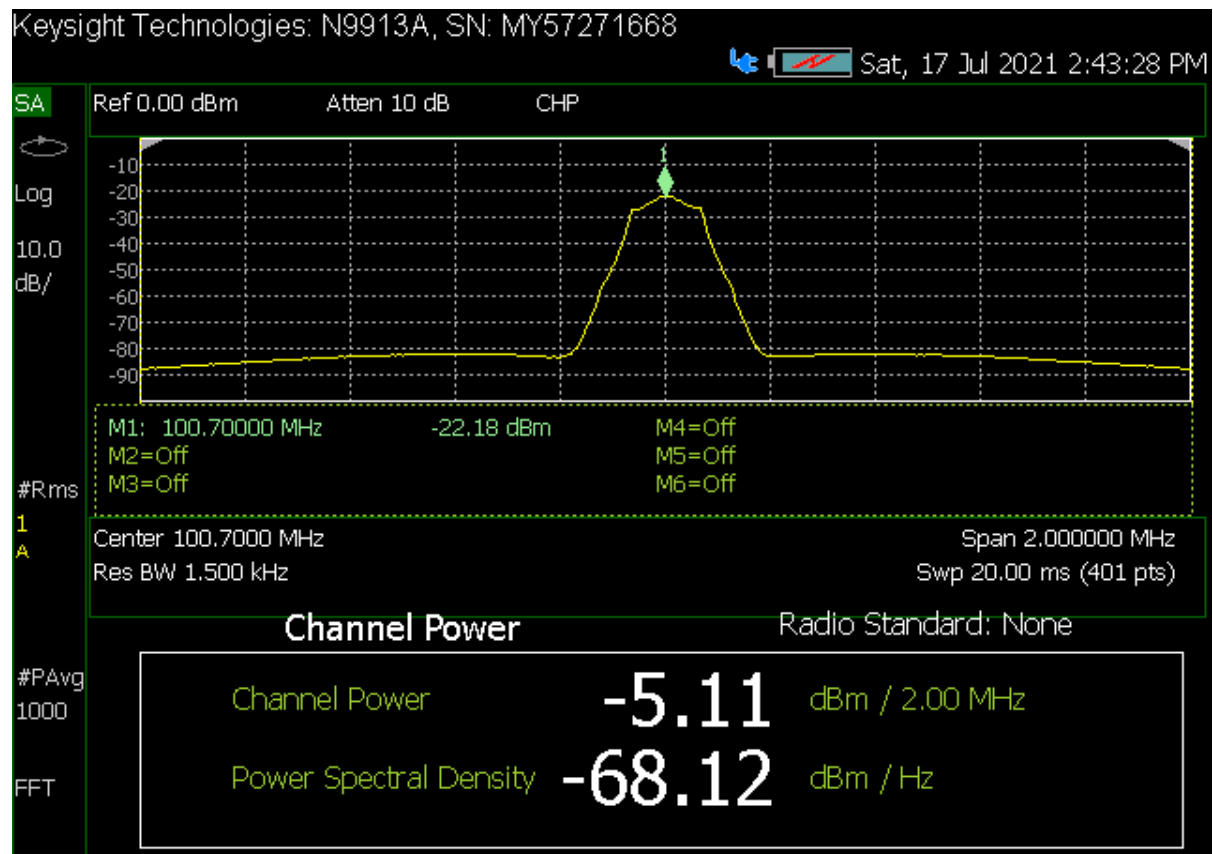 Keysight Technologies: N9913A, SN: MY57271668
Sat, 17 Jul 2021 2:43:28 PM
SA
Ref 0.00 dBm Atten 10 dB CHP
1
-10
Log
-20
-30
10.0
-40
dB/
-50
-60
-70
-80
-90
M1: 100.70000 MHz -22.18 dBm M4=Off
M2=Off M5=Off
#Rms
M3=Off M6=Off
1
A
Center 100.7000 MHz Span 2.000000 MHz
Res BW 1.500 kHz Swp 20.00 ms (401 pts)
Channel Power Radio Standard: None
#PAvg
1000
Channel Power -5.11 dBm / 2.00 MHz
FFT
Power Spectral Density -68.12 dBm / Hz